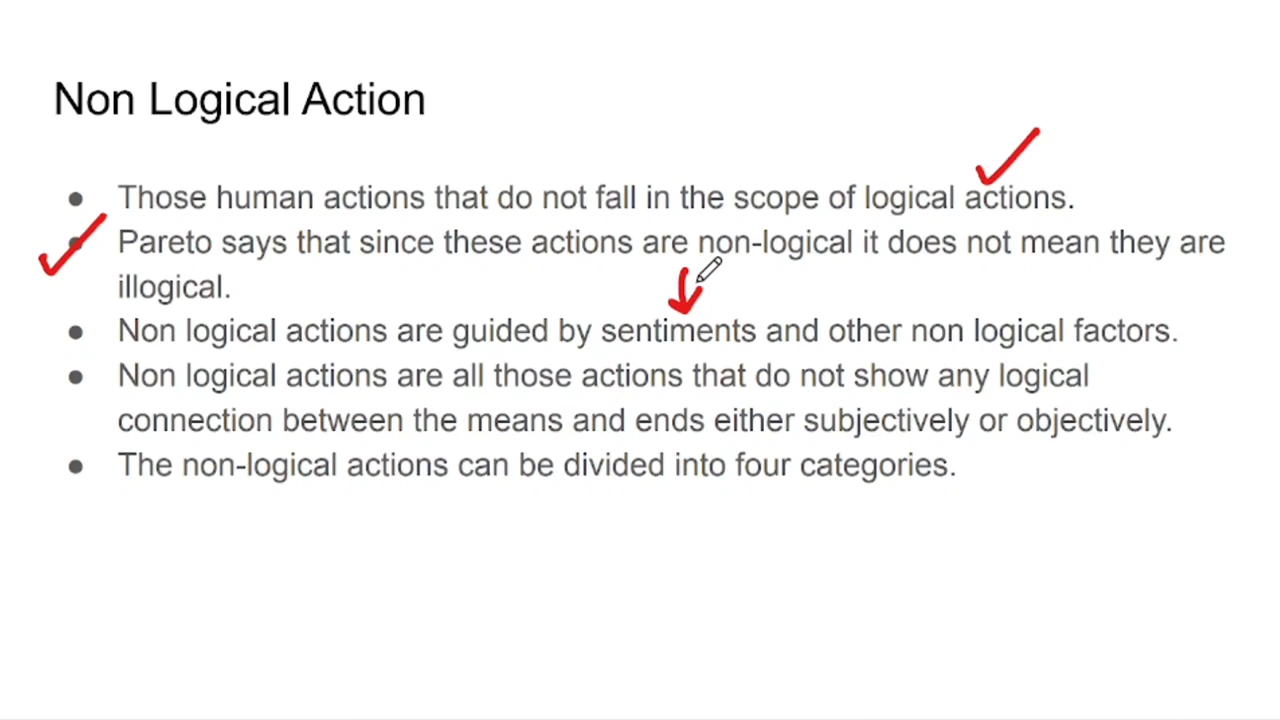 Non Logical Action
● Those human actions that do not fall in the scope of logical actions.
● Pareto says that since these actions are non-logical it does not mean they are
illogical.
● Non logical actions are guided by sentiments and other non logical factors.
● Non logical actions are all those actions that do not show any logical
connection between the means and ends either subjectively or objectively.
● The non-logical actions can be divided into four categories.